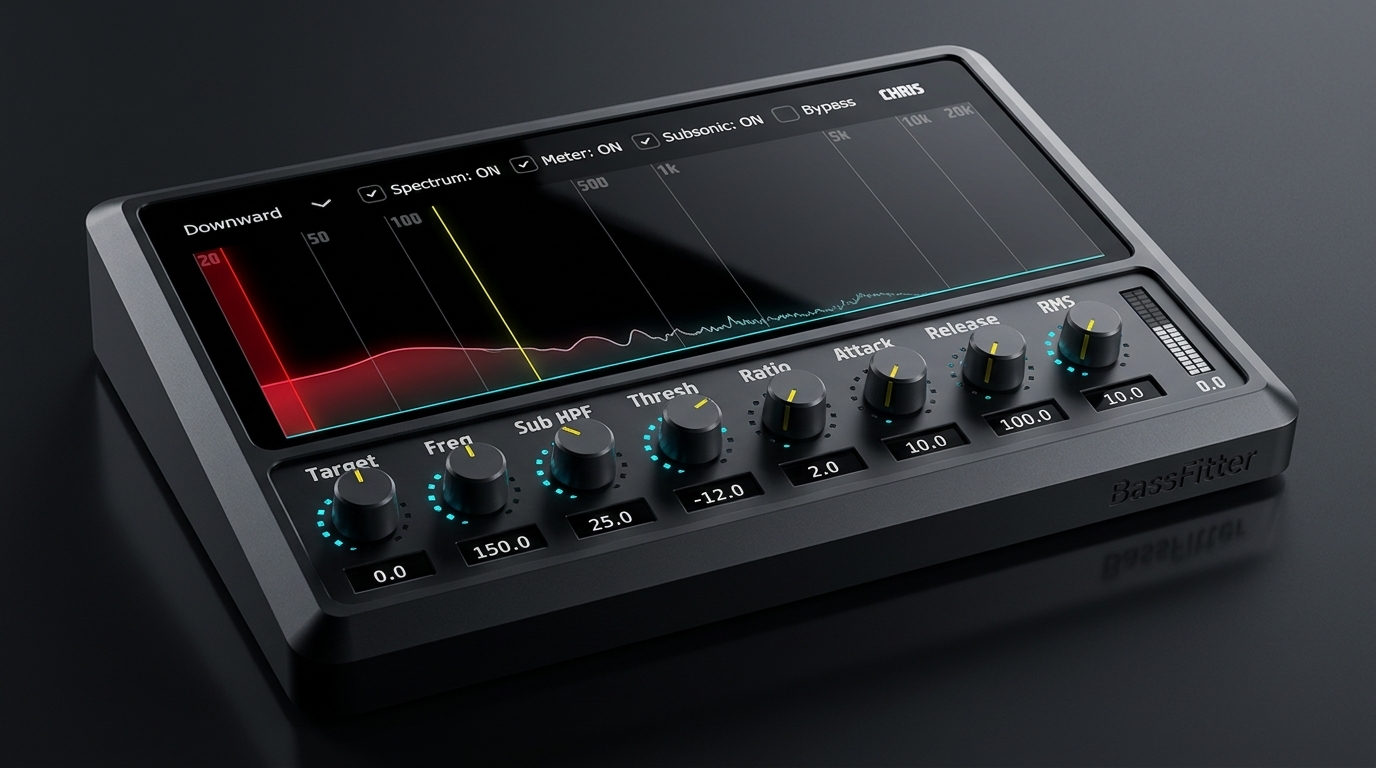 Downward Spectrum: ON Meter: ON Subsonic: ON Bypass CHRIS
20 50 100 500 1k 5k 10k 20k
Target Freq Sub HPF Thresh Ratio Attack Release RMS
0.0 150.0 25.0 -12.0 2.0 10.0 100.0 10.0 0.0
BassFitter